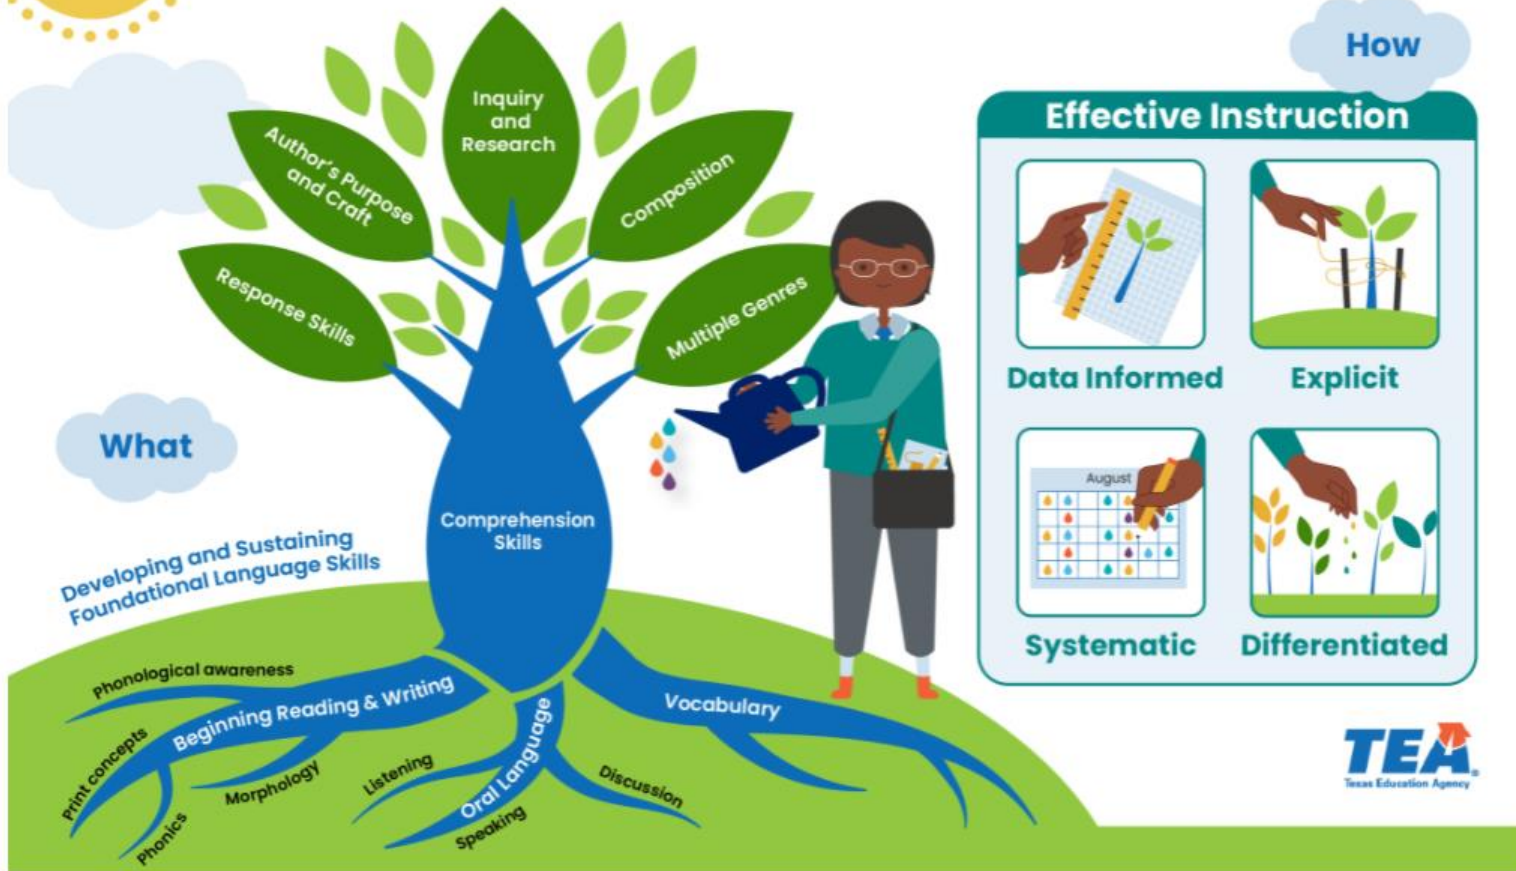 How
Effective Instruction
Data Informed
Explicit
August
Systematic
Differentiated
Inquiry
and
Research
Author's Purpose
and Craft
Composition
Response Skills
Multiple Genres
What
Comprehension
Skills
Developing and Sustaining
Foundational Language Skills
Phonological awareness
Beginning Reading & Writing
Print concepts
Phonics
Morphology
Listening
Oral Language
Speaking
Discussion
Vocabulary
TEA
Texas Education Agency